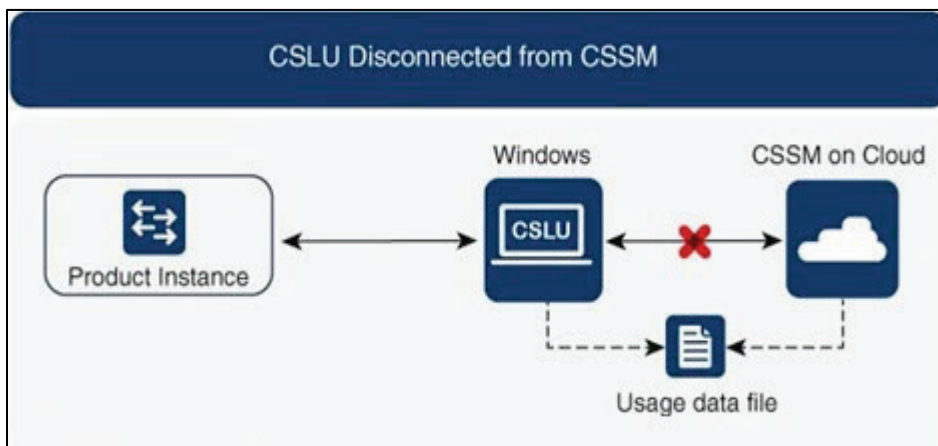 CSLU Disconnected from CSSM
Windows
CSSM on Cloud
CSLU
Product Instance
Usage data file